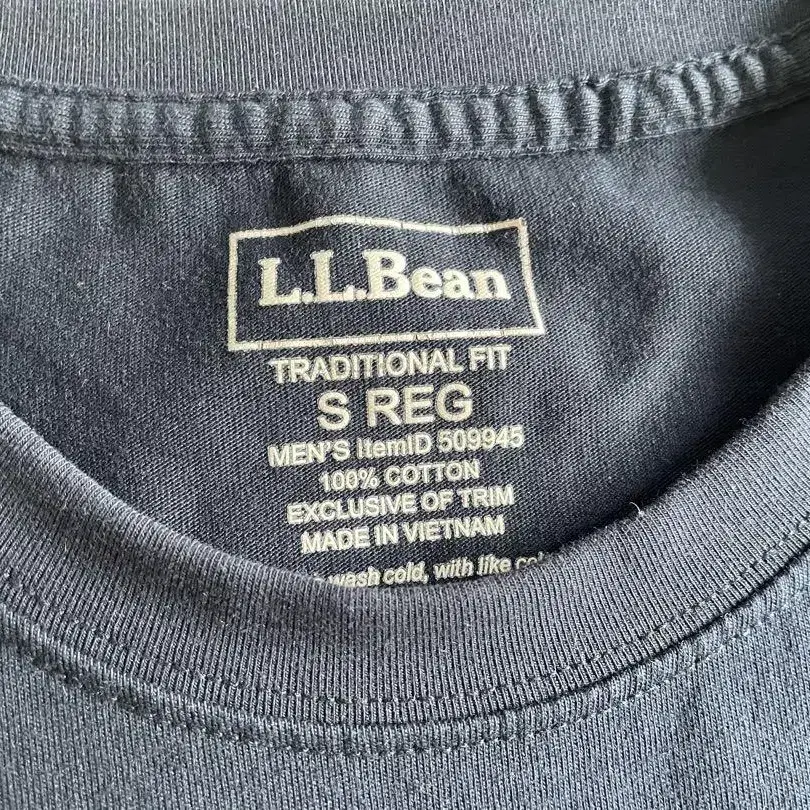 L.L.Bean
TRADITIONAL FIT
S REG
MEN'S ItemID 509945
100% COTTON
EXCLUSIVE OF TRIM
MADE IN VIETNAM
wash cold, with like